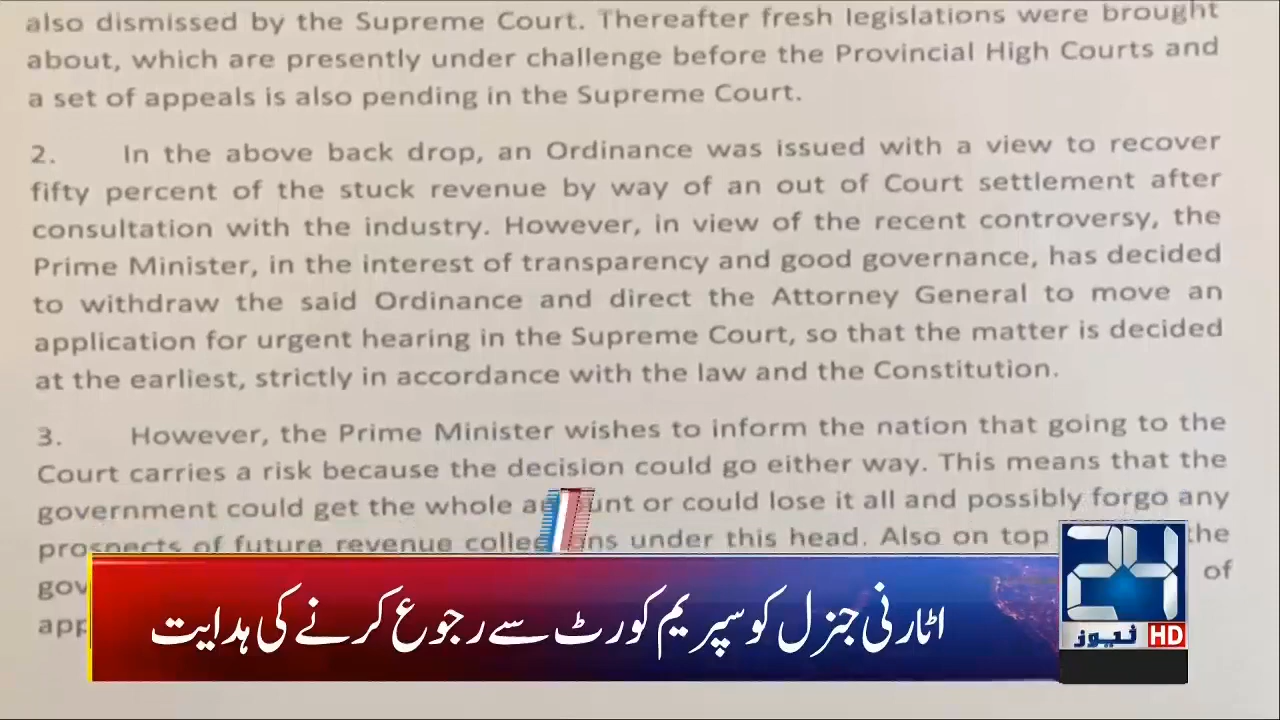 also dismissed by the Supreme Court. Thereafter fresh legislations were brought
about, which are presently under challenge before the Provincial High Courts and
a set of appeals is also pending in the Supreme Court.
2. In the above back drop, an Ordinance was issued with a view to recover
fifty percent of the stuck revenue by way of an out of Court settlement after
consultation with the industry. However, in view of the recent controversy, the
Prime Minister, in the interest of transparency and good governance, has decided
to withdraw the said Ordinance and direct the Attorney General to move an
application for urgent hearing in the Supreme Court, so that the matter is decided
at the earliest, strictly in accordance with the law and the Constitution.
3. However, the Prime Minister wishes to inform the nation that going to the
Court carries a risk because the decision could go either way. This means that the
government could get the whole or could lose it all and possibly forgo any
prospects of future revenue under this head. Also on top the
of
اٹارنی جنرل کو سپریم کورٹ سے رجوع کرنے کی ہدایت
24
نیوز HD